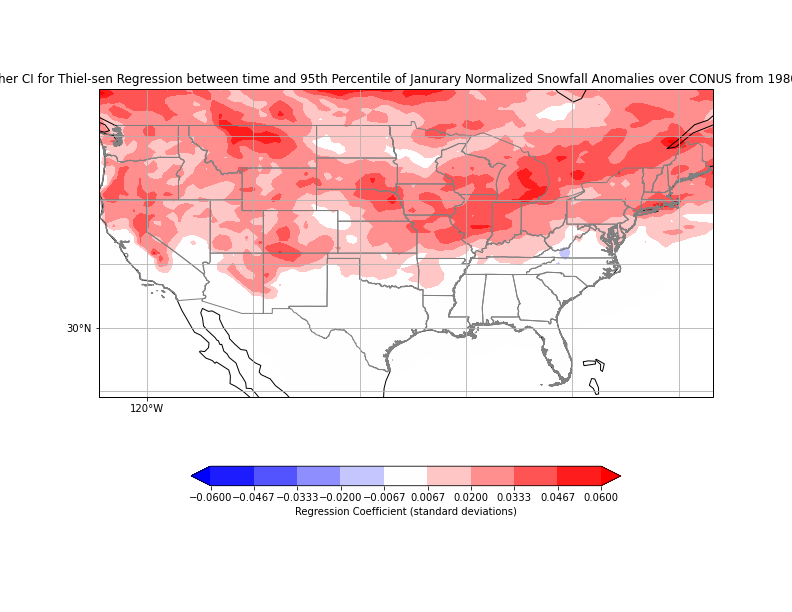 her CI for Thiel-sen Regression between time and 95th Percentile of Janurary Normalized Snowfall Anomalies over CONUS from 198
30°N
120°W
−0.0600 −0.0467 −0.0333 −0.0200 −0.0067 0.0067 0.0200 0.0333 0.0467 0.0600
Regression Coefficient (standard deviations)